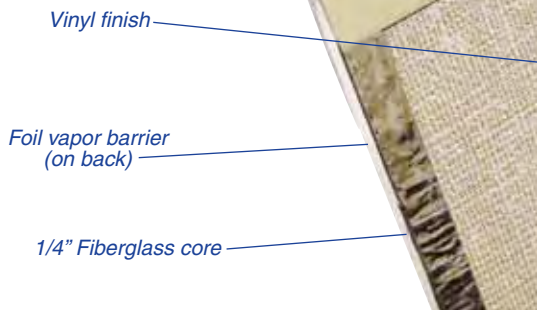 Vinyl finish
Foil vapor barrier
(on back)
1/4” Fiberglass core